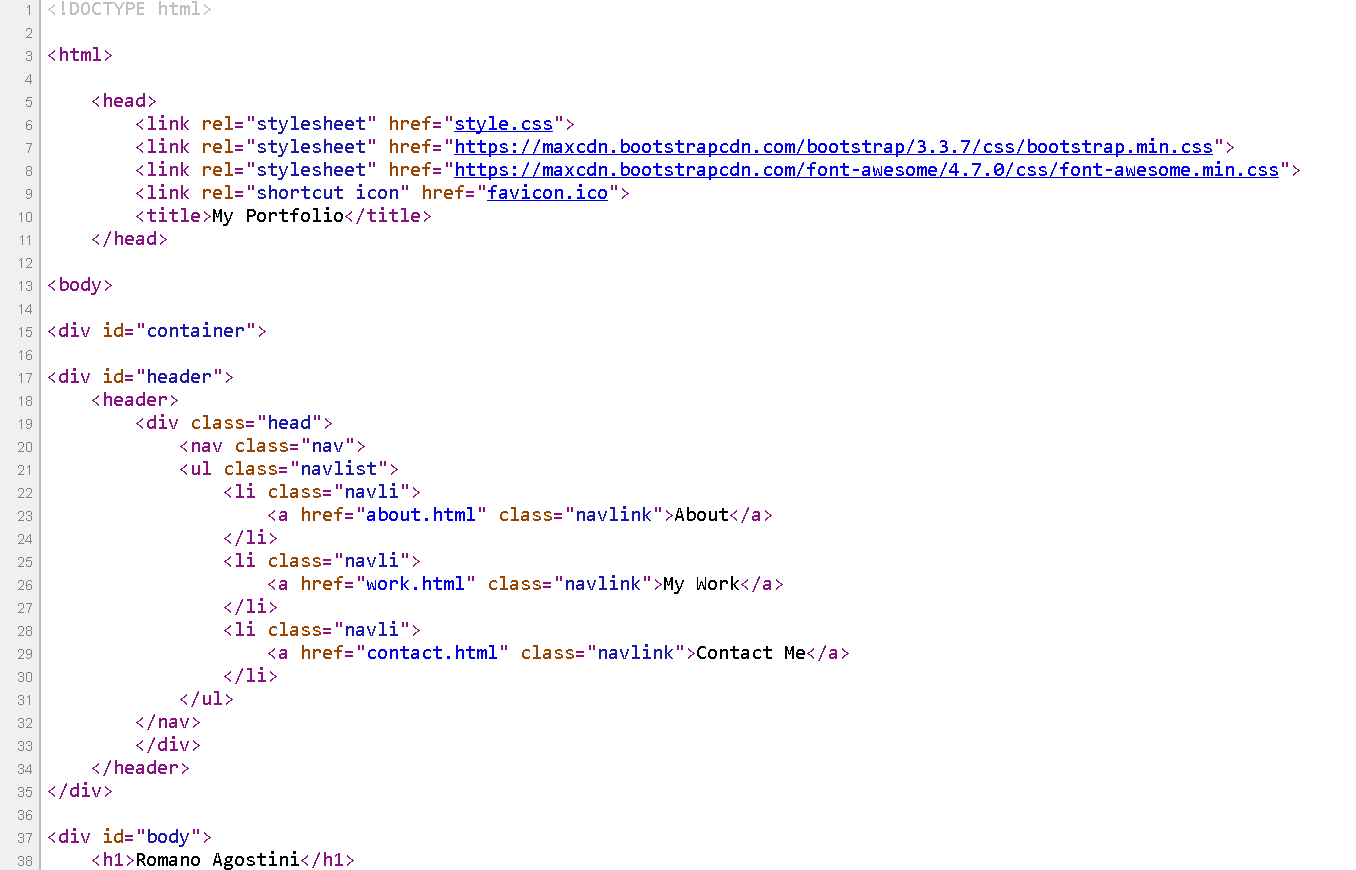 1 <!DOCTYPE html>
2
3 <html>
4
5     <head>
6         <link rel="stylesheet" href="style.css">
7         <link rel="stylesheet" href="https://maxcdn.bootstrapcdn.com/bootstrap/3.3.7/css/bootstrap.min.css">
8         <link rel="stylesheet" href="https://maxcdn.bootstrapcdn.com/font-awesome/4.7.0/css/font-awesome.min.css">
9         <link rel="shortcut icon" href="favicon.ico">
10         <title>My Portfolio</title>
11     </head>
12
13 <body>
14
15 <div id="container">
16
17 <div id="header">
18     <header>
19         <div class="head">
20             <nav class="nav">
21             <ul class="navlist">
22                 <li class="navli">
23                     <a href="about.html" class="navlink">About</a>
24                 </li>
25                 <li class="navli">
26                     <a href="work.html" class="navlink">My Work</a>
27                 </li>
28                 <li class="navli">
29                     <a href="contact.html" class="navlink">Contact Me</a>
30                 </li>
31             </ul>
32         </nav>
33         </div>
34     </header>
35 </div>
36
37 <div id="body">
38     <h1>Romano Agostini</h1>